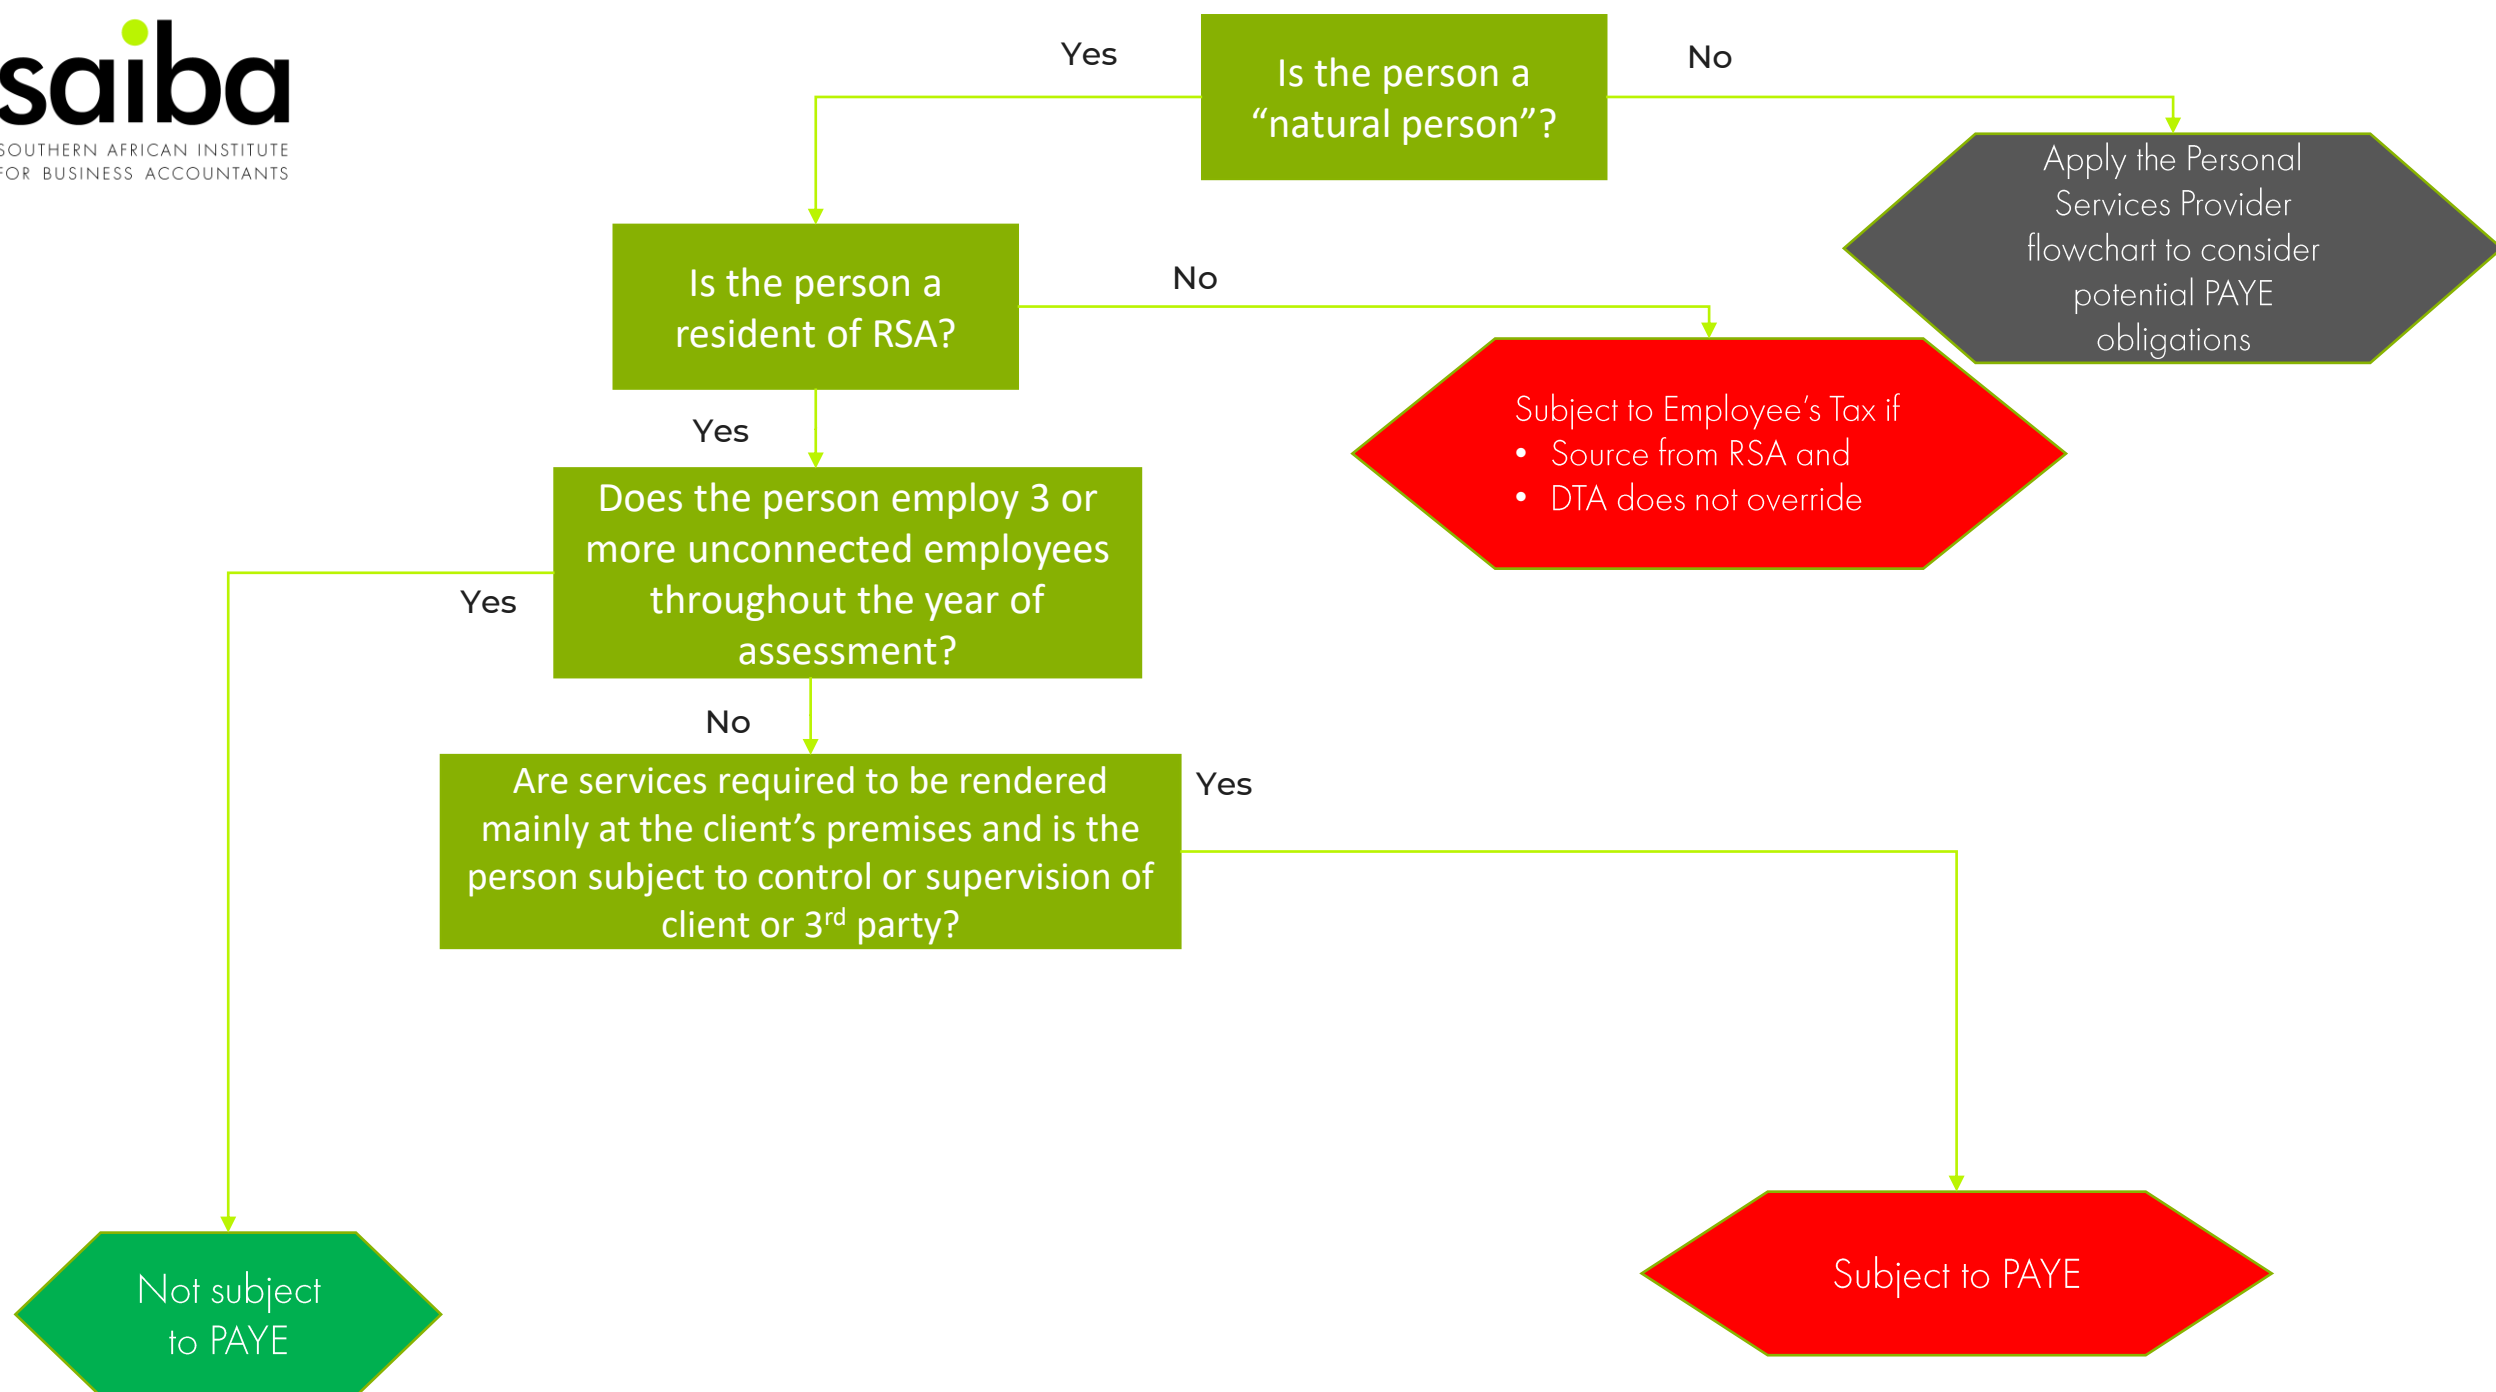 saiba
SOUTHERN AFRICAN INSTITUTE
FOR BUSINESS ACCOUNTANTS
Yes
Is the person a
“natural person”?
No
Apply the Personal
Services Provider
flowchart to consider
potential PAYE
obligations
Is the person a
resident of RSA?
No
Subject to Employee’s Tax if
• Source from RSA and
• DTA does not override
Yes
Does the person employ 3 or
more unconnected employees
throughout the year of
assessment?
Yes
No
Are services required to be rendered
mainly at the client’s premises and is the
person subject to control or supervision of
client or 3rd party?
Yes
Not subject
to PAYE
Subject to PAYE